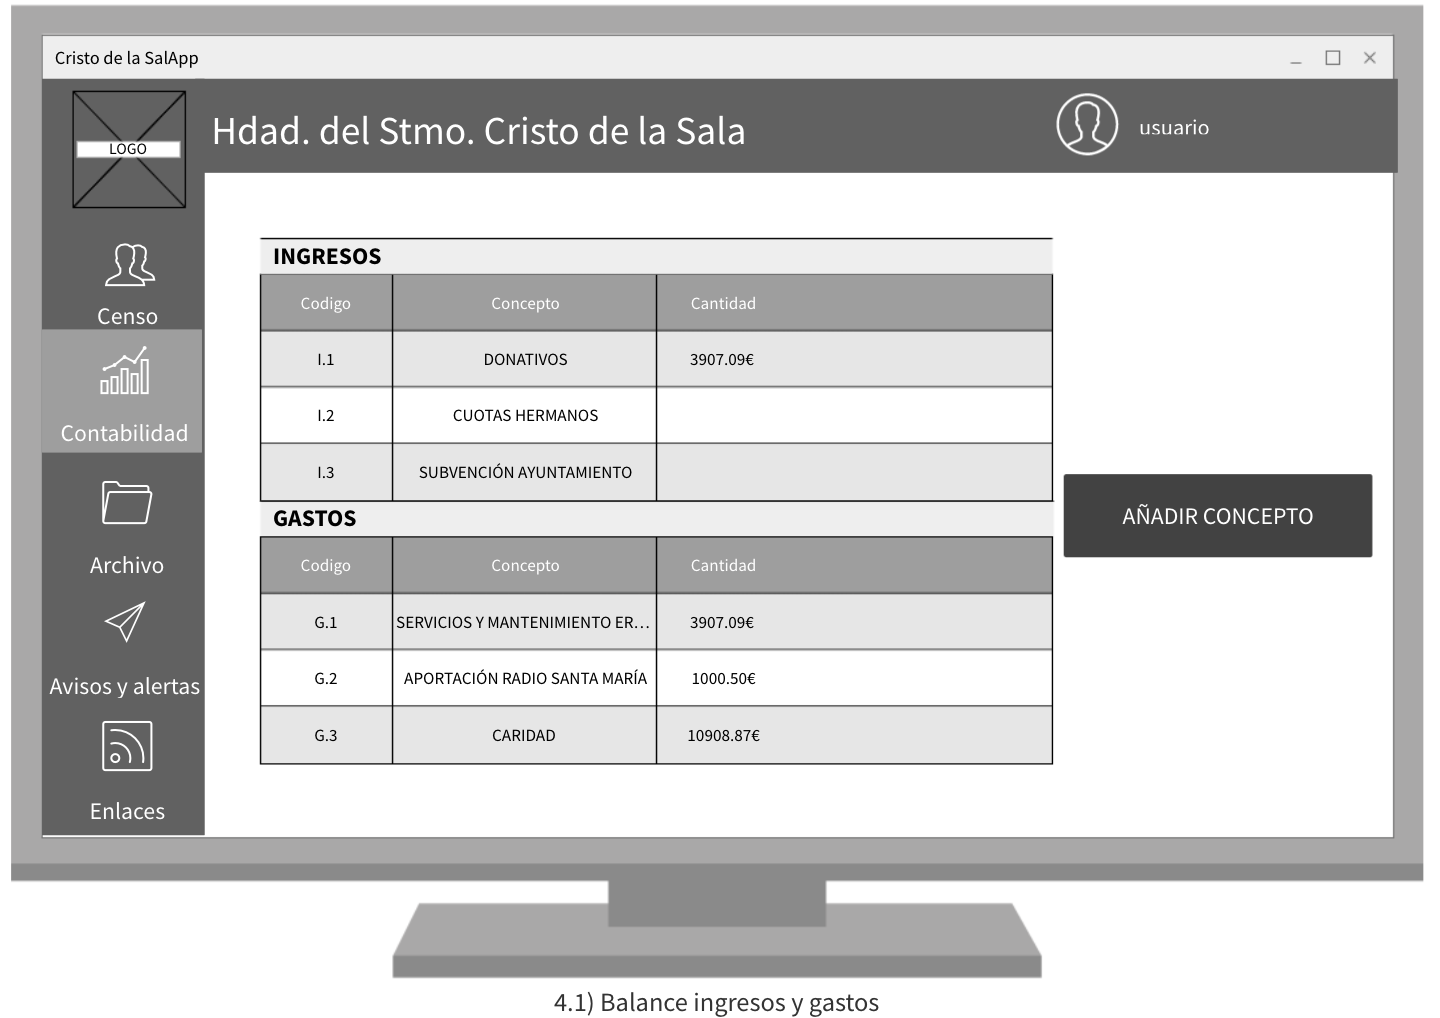 Cristo de la SalApp
LOGO
Hdad. del Stmo. Cristo de la Sala
usuario
Censo
Contabilidad
Archivo
Avisos y alertas
Enlaces
INGRESOS
Codigo Concepto Cantidad
I.1 DONATIVOS 3907.09€
I.2 CUOTAS HERMANOS
I.3 SUBVENCIÓN AYUNTAMIENTO
GASTOS
Codigo Concepto Cantidad
G.1 SERVICIOS Y MANTENIMIENTO ER... 3907.09€
G.2 APORTACIÓN RADIO SANTA MARÍA 1000.50€
G.3 CARIDAD 10908.87€
AÑADIR CONCEPTO
4.1) Balance ingresos y gastos